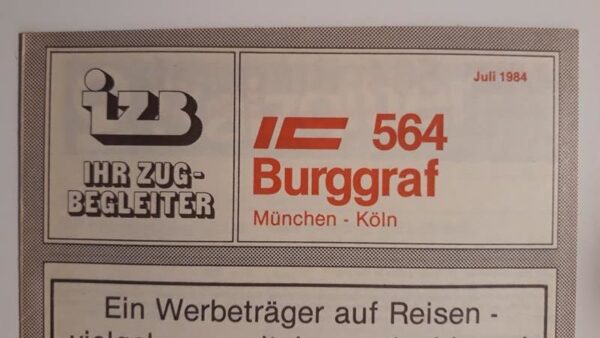 izb
IHR ZUG-
BEGLEITER
Juli 1984
IC 564
Burggraf
München - Köln
Ein Werbeträger auf Reisen -